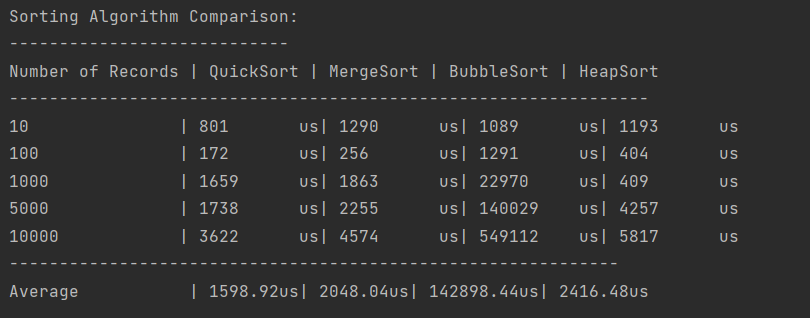 Sorting Algorithm Comparison:
----------------------------
Number of Records | QuickSort | MergeSort | BubbleSort | HeapSort
----------------------------------------------------------------
10               | 801       us| 1290      us| 1089      us| 1193      us
100              | 172       us| 256       us| 1291      us| 404       us
1000             | 1659      us| 1863      us| 22970     us| 409       us
5000             | 1738      us| 2255      us| 140029    us| 4257      us
10000            | 3622      us| 4574      us| 549112    us| 5817      us
-------------------------------------------------------------
Average           | 1598.92us| 2048.04us| 142898.44us| 2416.48us